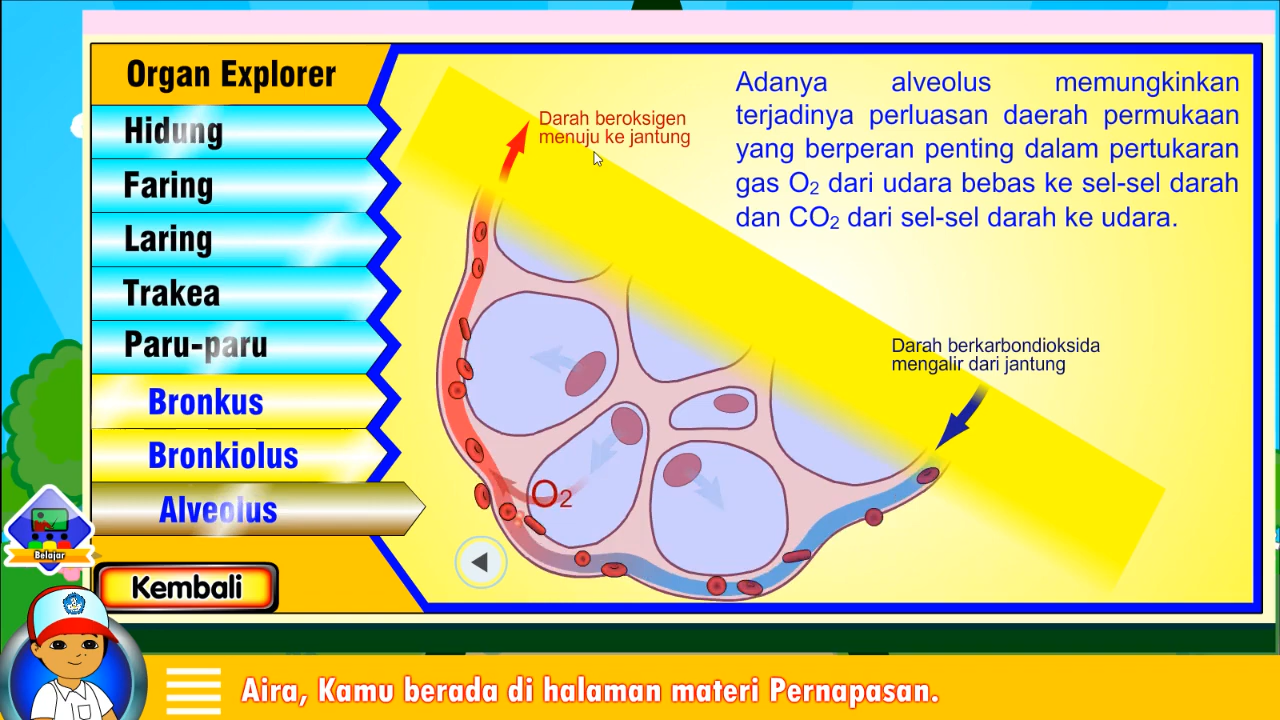 Organ Explorer
Hidung
Faring
Laring
Trakea
Paru-paru
Bronkus
Bronkiolus
Alveolus
Kembali
Belajar
Darah beroksigen
menuju ke jantung
Adanya alveolus memungkinkan
terjadinya perluasan daerah permukaan
yang berperan penting dalam pertukaran
gas O₂ dari udara bebas ke sel-sel darah
dan CO₂ dari sel-sel darah ke udara.
Darah berkarbondioksida
mengalir dari jantung
O₂
Aira, Kamu berada di halaman materi Pernapasan.